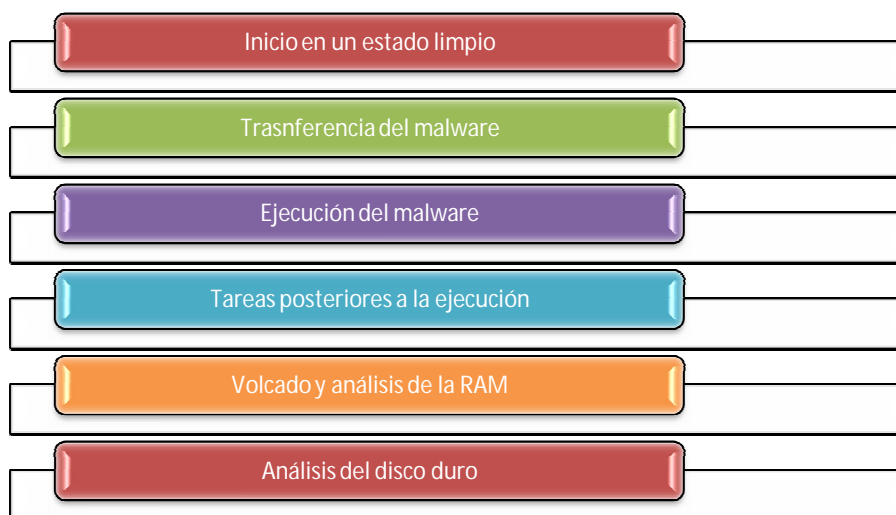 Inicio en un estado limpio
Trasnferencia del malware
Ejecución del malware
Tareas posteriores a la ejecución
Volcado y análisis de la RAM
Análisis del disco duro